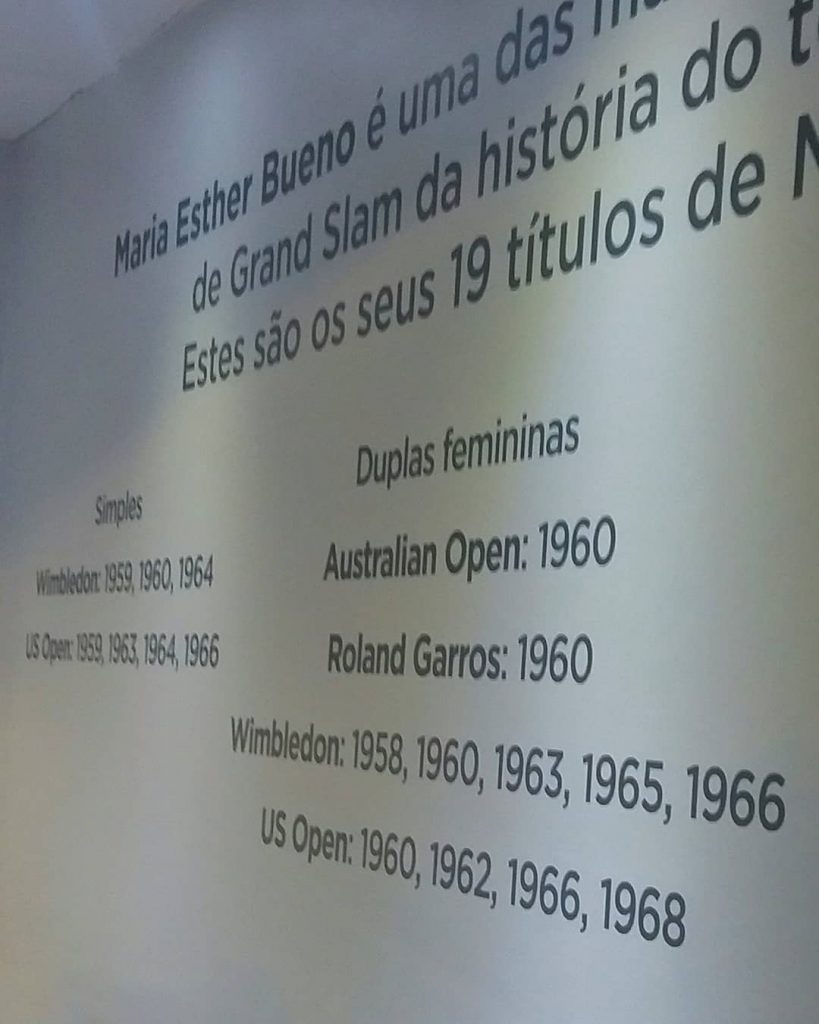 Maria Esther Bueno é uma das
de Grand Slam da história do
Estes são os seus 19 títulos de
Simples
Wimbledon: 1959, 1960, 1964
US Open: 1959, 1963, 1964, 1966
Duplas femininas
Australian Open: 1960
Roland Garros: 1960
Wimbledon: 1958, 1960, 1963, 1965, 1966
US Open: 1960, 1962, 1966, 1968